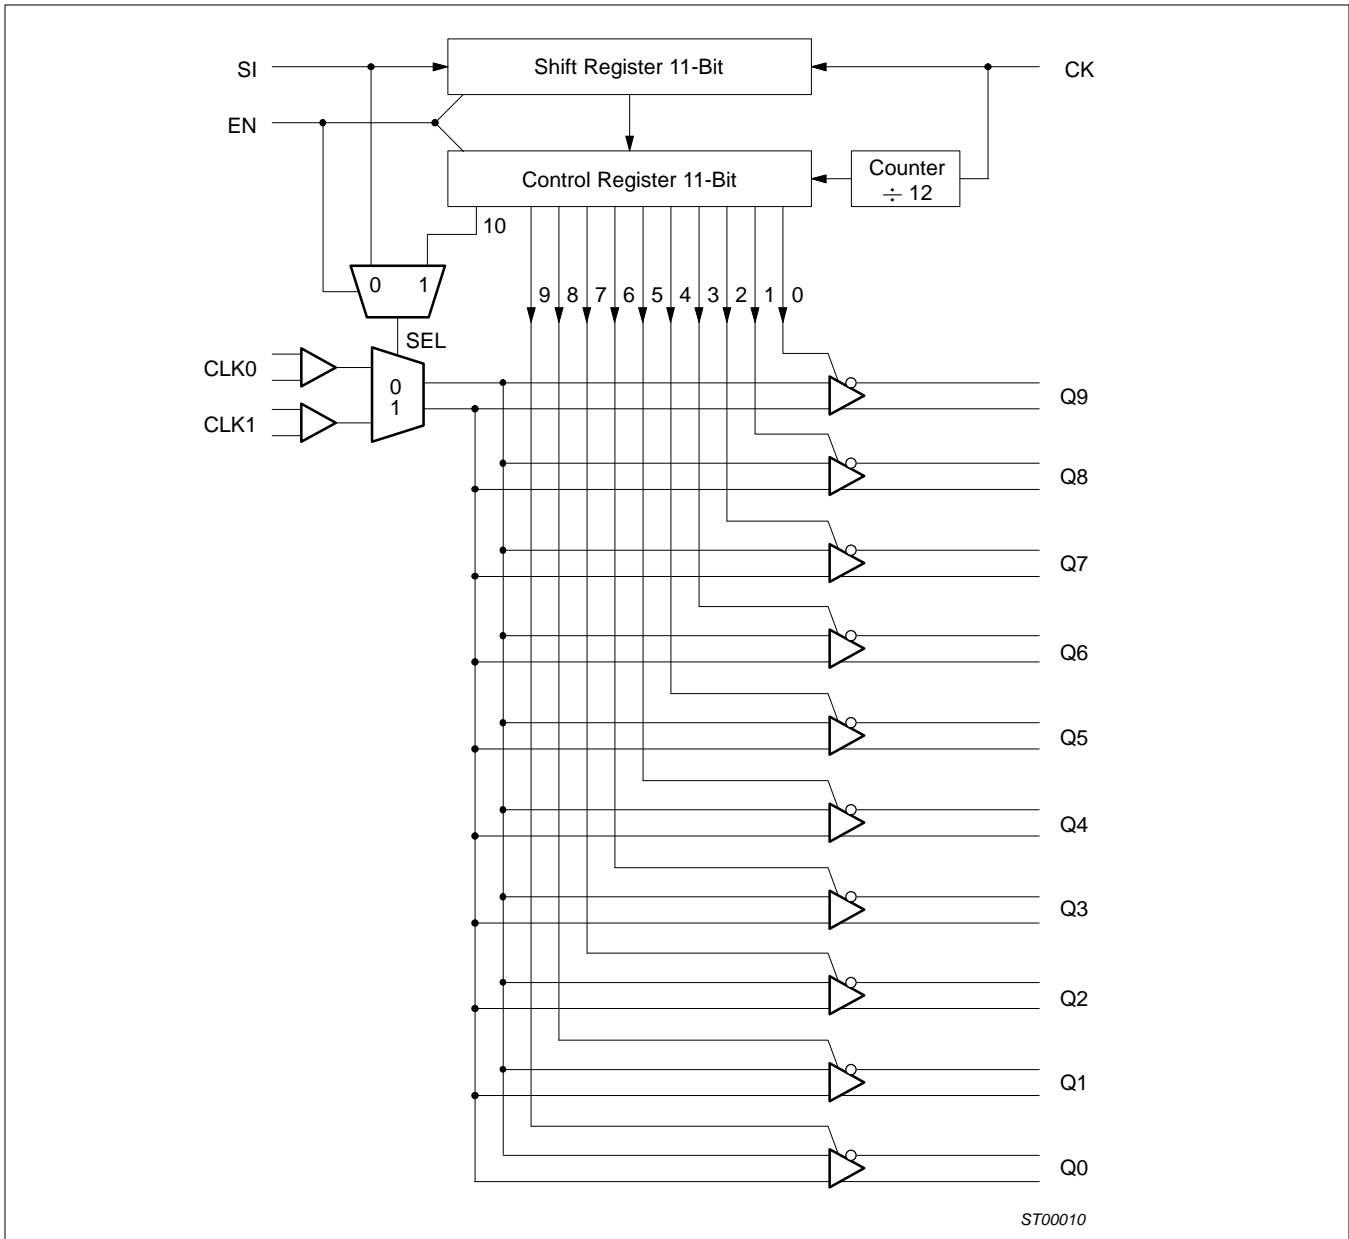 SI
Shift Register 11-Bit
CK
EN
Control Register 11-Bit
Counter
÷ 12
10
0 1
9 8 7 6 5 4 3 2 1 0
SEL
CLK0
0
1
CLK1
Q9
Q8
Q7
Q6
Q5
Q4
Q3
Q2
Q1
Q0
ST00010